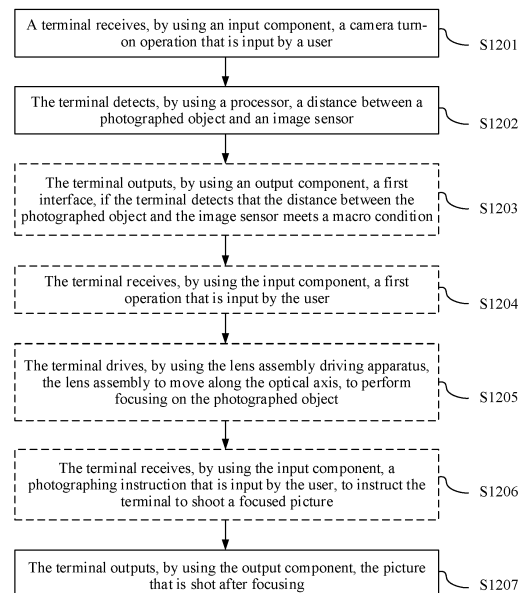 A terminal receives, by using an input component, a camera turn-
on operation that is input by a user
S1201
The terminal detects, by using a processor, a distance between a
photographed object and an image sensor
S1202
The terminal outputs, by using an output component, a first
interface, if the terminal detects that the distance between the
photographed object and the image sensor meets a macro condition
S1203
The terminal receives, by using the input component, a first
operation that is input by the user
S1204
The terminal drives, by using the lens assembly driving apparatus,
the lens assembly to move along the optical axis, to perform
focusing on the photographed object
S1205
The terminal receives, by using the input component, a
photographing instruction that is input by the user, to instruct the
terminal to shoot a focused picture
S1206
The terminal outputs, by using the output component, the picture
that is shot after focusing
S1207